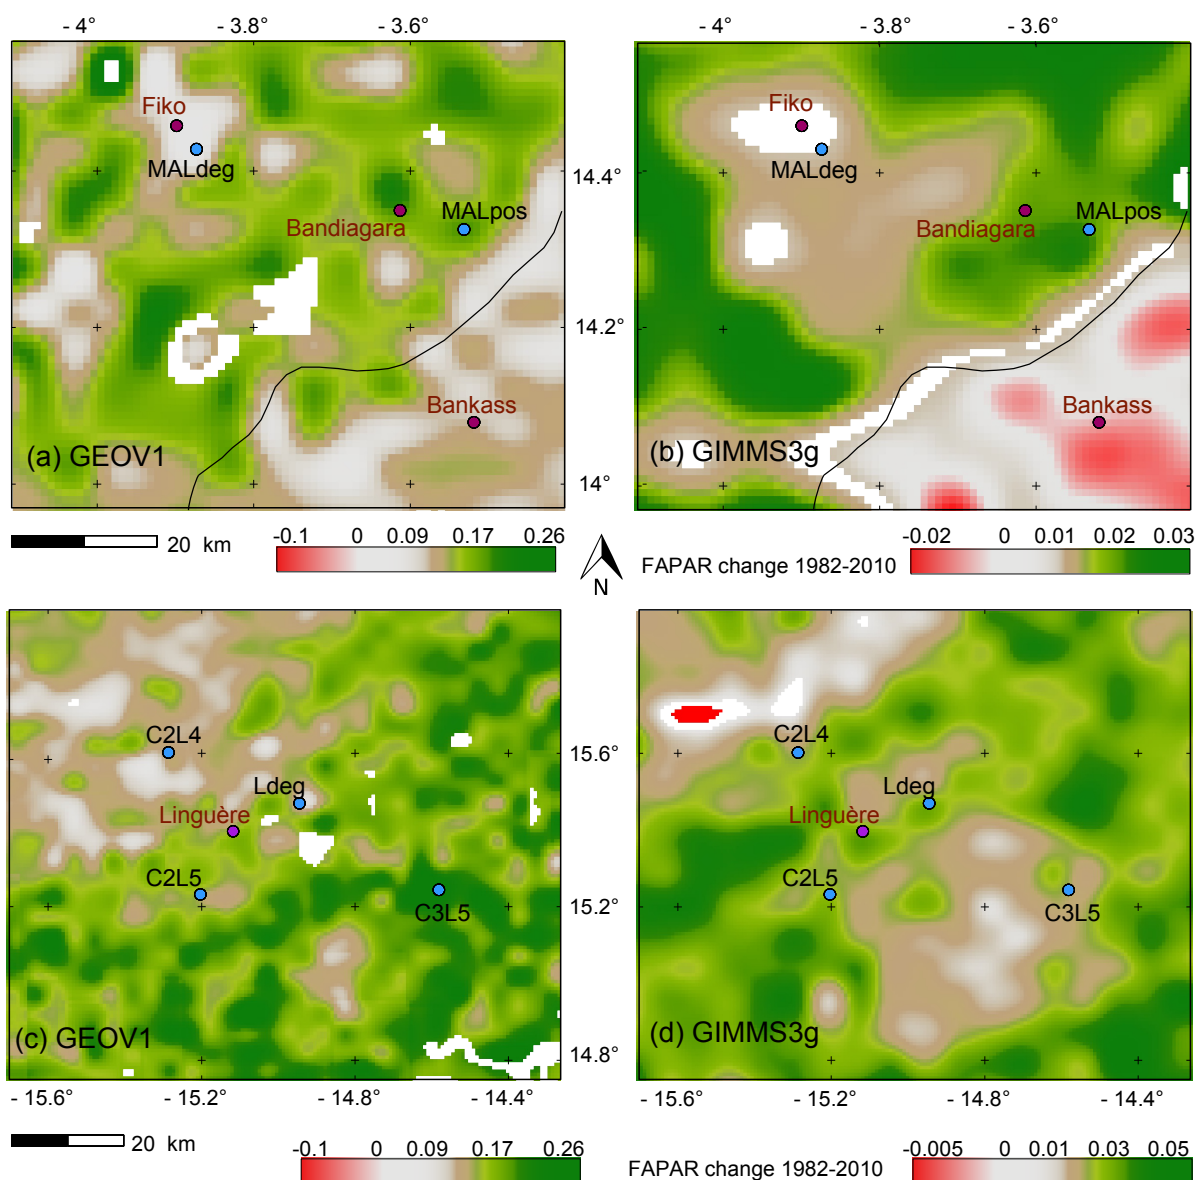 - 4° - 3.8° - 3.6° - 4° - 3.8° - 3.6°
Fiko
MALdeg
Bandiagara
MALpos
Bankass
(a) GEOV1
14.4°
14.2°
14°
Fiko
MALdeg
Bandiagara
MALpos
Bankass
(b) GIMMS3g
20 km
-0.1 0 0.09 0.17 0.26
N
FAPAR change 1982-2010
-0.02 0 0.01 0.02 0.03
C2L4
Ldeg
Linguère
C2L5
C3L5
(c) GEOV1
15.6°
15.2°
14.8°
C2L4
Ldeg
Linguère
C2L5
C3L5
(d) GIMMS3g
- 15.6° - 15.2° - 14.8° - 14.4° - 15.6° - 15.2° - 14.8° - 14.4°
20 km
-0.1 0 0.09 0.17 0.26
FAPAR change 1982-2010
-0.005 0 0.01 0.03 0.05